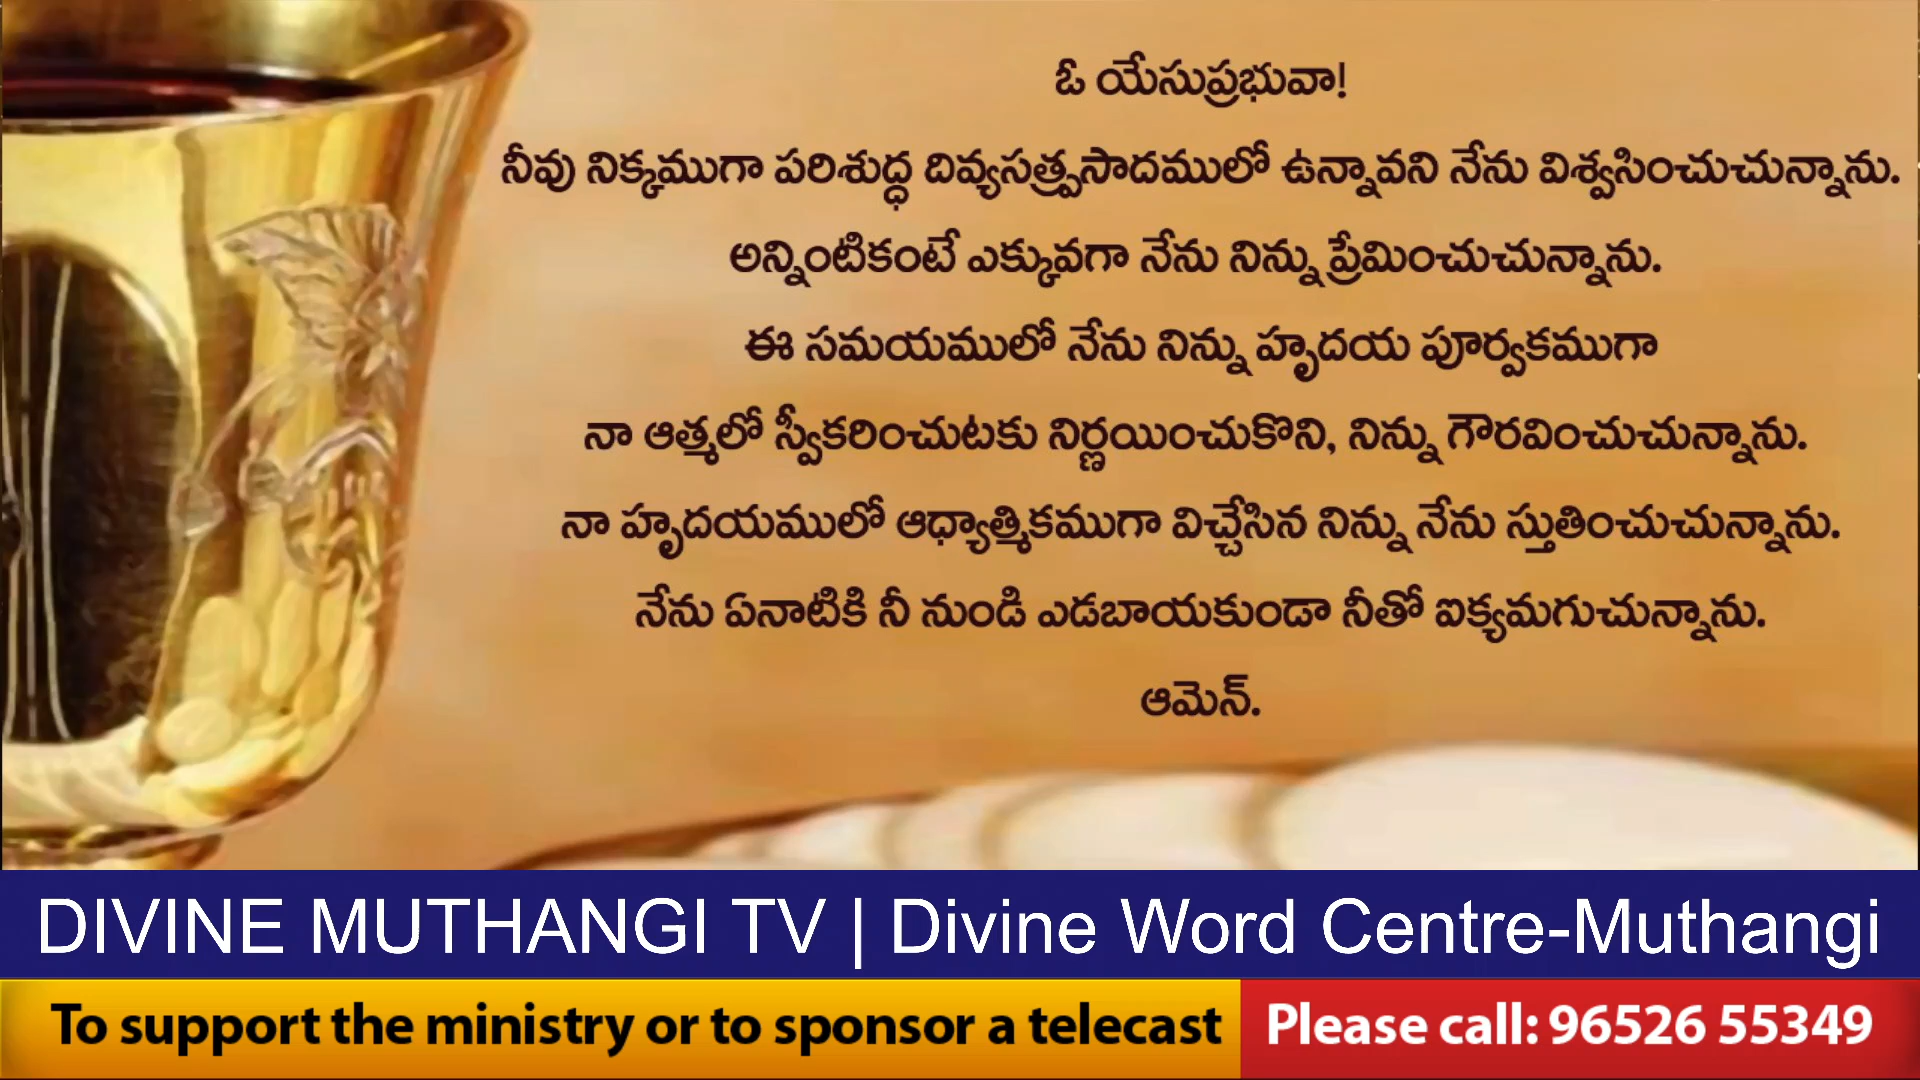 ఓ యేసుప్రభువా!
నీవు నిక్కముగా పరిశుద్ధ దివ్యసత్ప్రసాదములో ఉన్నావని నేను విశ్వసించుచున్నాను.
అన్నింటికంటే ఎక్కువగా నేను నిన్ను ప్రేమించుచున్నాను.
ఈ సమయములో నేను నిన్ను హృదయ పూర్వకముగా
నా ఆత్మలో స్వీకరించుటకు నిర్ణయించుకొని, నిన్ను గౌరవించుచున్నాను.
నా హృదయములో ఆధ్యాత్మికముగా విచ్చేసిన నిన్ను నేను స్తుతించుచున్నాను.
నేను ఏనాటికి నీ నుండి ఎడబాయకుండా నీతో ఐక్యమగుచున్నాను.
ఆమెన్.
DIVINE MUTHANGI TV | Divine Word Centre-Muthangi
To support the ministry or to sponsor a telecast Please call: 96526 55349